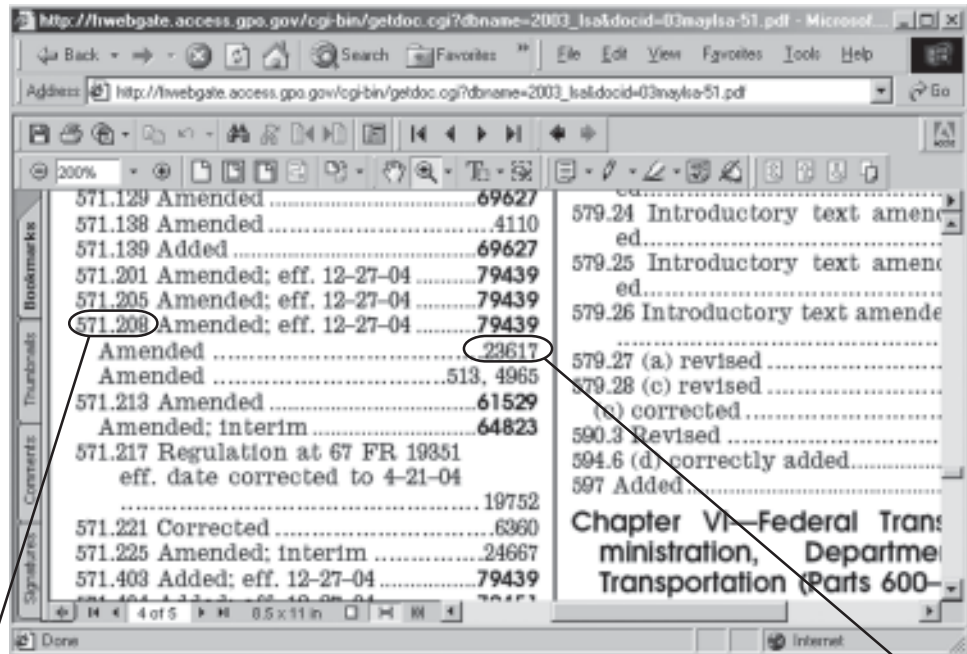 http://frwebgate.access.gpo.gov/cgi-bin/getdoc.cgi?dbname=2003_lsa&docid=03maylsa-51.pdf - Microsof...
Back Search Favorites » File Edit View Favorites Tools Help
Address http://frwebgate.access.gpo.gov/cgi-bin/getdoc.cgi?dbname=2003_lsa&docid=03maylsa-51.pdf Go
200%
Bookmarks
Thumbnails
Comments
Signatures
571.129 Amended ..............................69627
571.138 Amended ................................4110
571.139 Added ...................................69627
571.201 Amended; eff. 12–27–04 ..........79439
571.205 Amended; eff. 12–27–04 ..........79439
571.208 Amended; eff. 12–27–04 ..........79439
Amended ......................................23617
Amended .................................513, 4965
571.213 Amended ..............................61529
Amended; interim ........................64823
571.217 Regulation at 67 FR 19351
eff. date corrected to 4–21–04
.................................................... 19752
571.221 Corrected ...............................6360
571.225 Amended; interim .................24667
571.403 Added; eff. 12–27–04 ...............79439
579.24 Introductory text amend
ed.......................................
579.25 Introductory text amend
ed.......................................
579.26 Introductory text amende
..........................................
579.27 (a) revised ........................
579.28 (c) revised ........................
(c) corrected ........................
590.3 Revised ............................
594.6 (d) correctly added..............
597 Added.................................
Chapter VI—Federal Trans
ministration, Departme
Transportation (Parts 600–
4 of 5 8.5 x 11 in
Done Internet